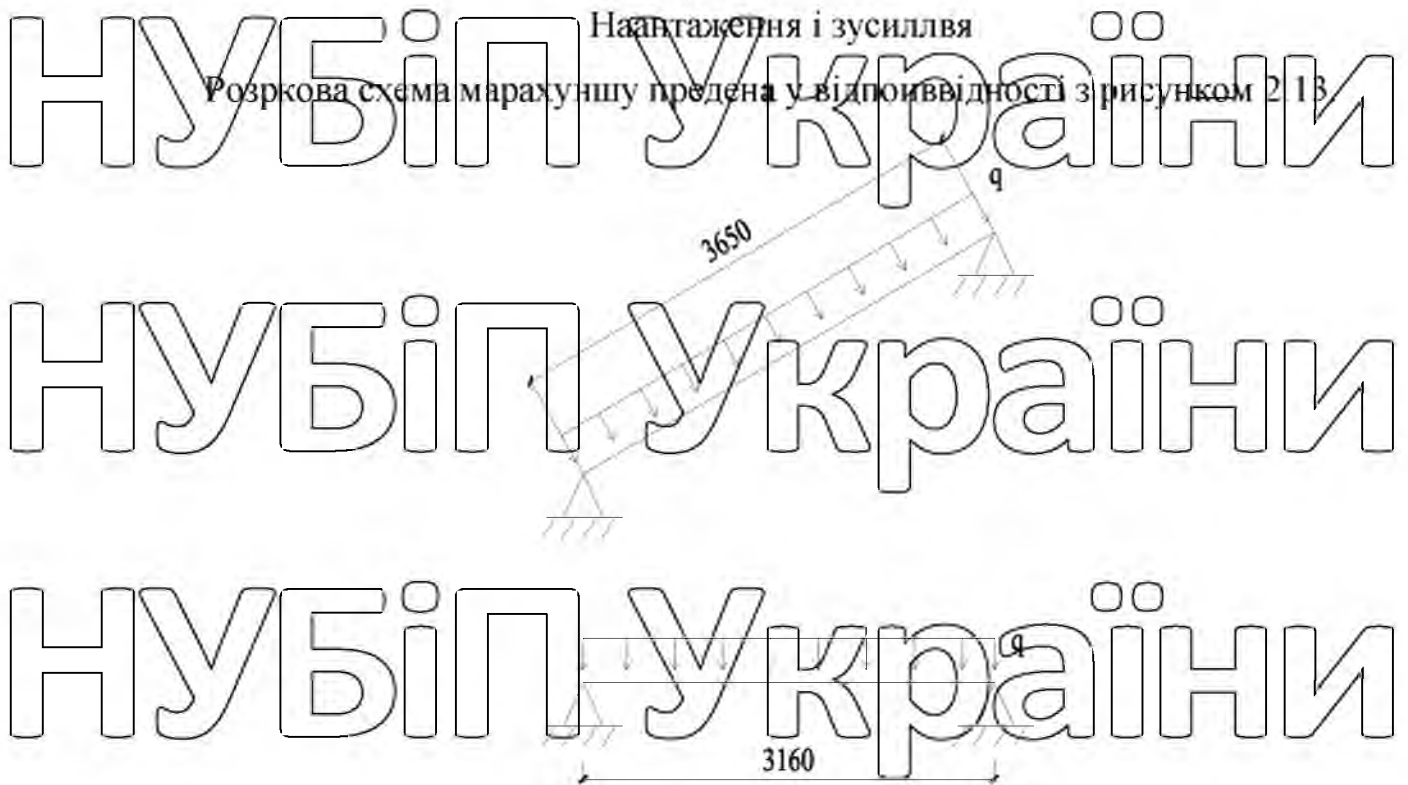 Наантаження і зусиллвя
НУБіП України
Розркова схема марахуншу предена у відпоиввідності з рисунком 2.13
q
3650
НУБіП України
НУБіП України
q
3160